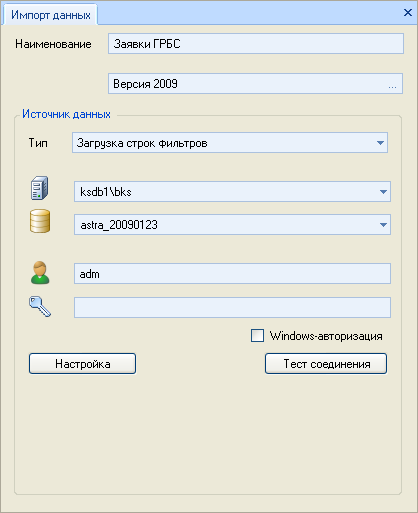 Импорт данных
Наименование Заявки ГРБС
Версия 2009 ...
Источник данных
Тип Загрузка строк фильтров
ksdb1\bks
astra_20090123
adm
Windows-авторизация
Настройка Тест соединения